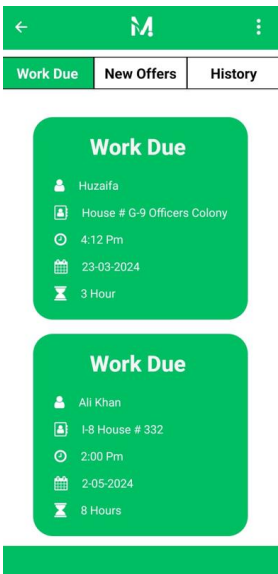 Work Due
New Offers
History
Work Due
Huzaifa
House # G-9 Officers Colony
4:12 Pm
23-03-2024
3 Hour
Work Due
Ali Khan
I-8 House # 332
2:00 Pm
2-05-2024
8 Hours